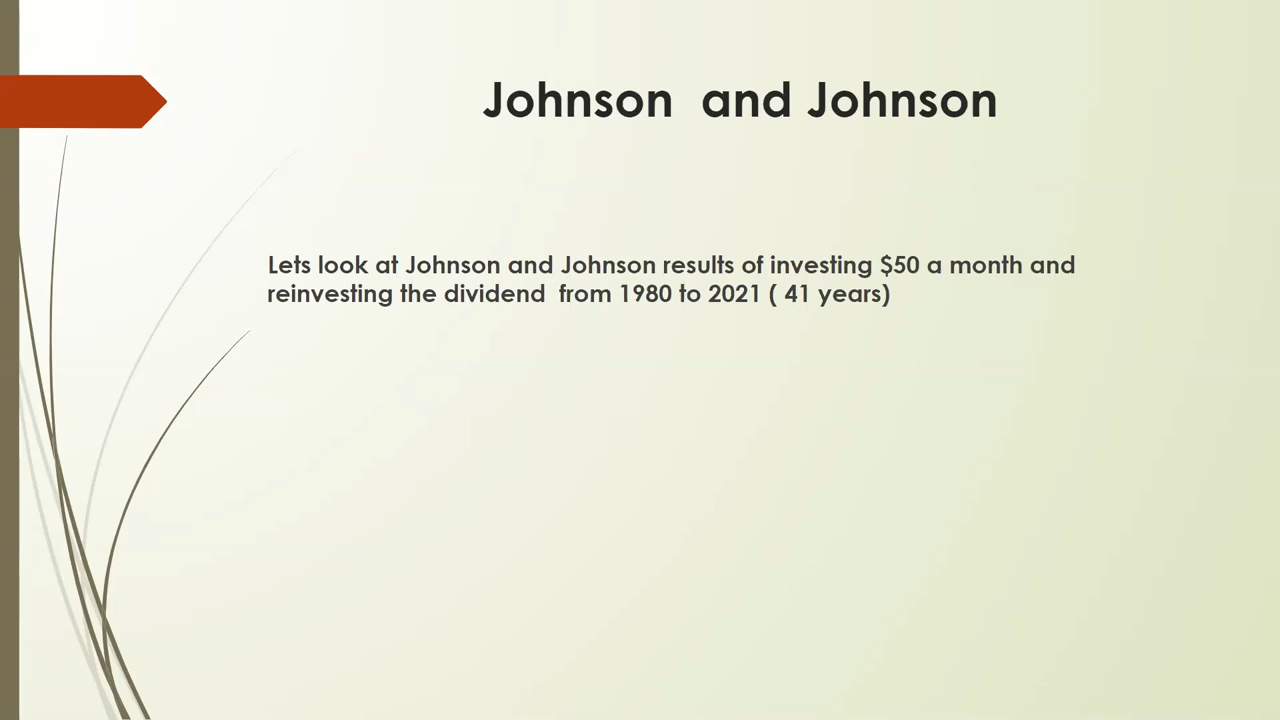 Johnson  and Johnson
Lets look at Johnson and Johnson results of investing $50 a month and
reinvesting the dividend  from 1980 to 2021 ( 41 years)